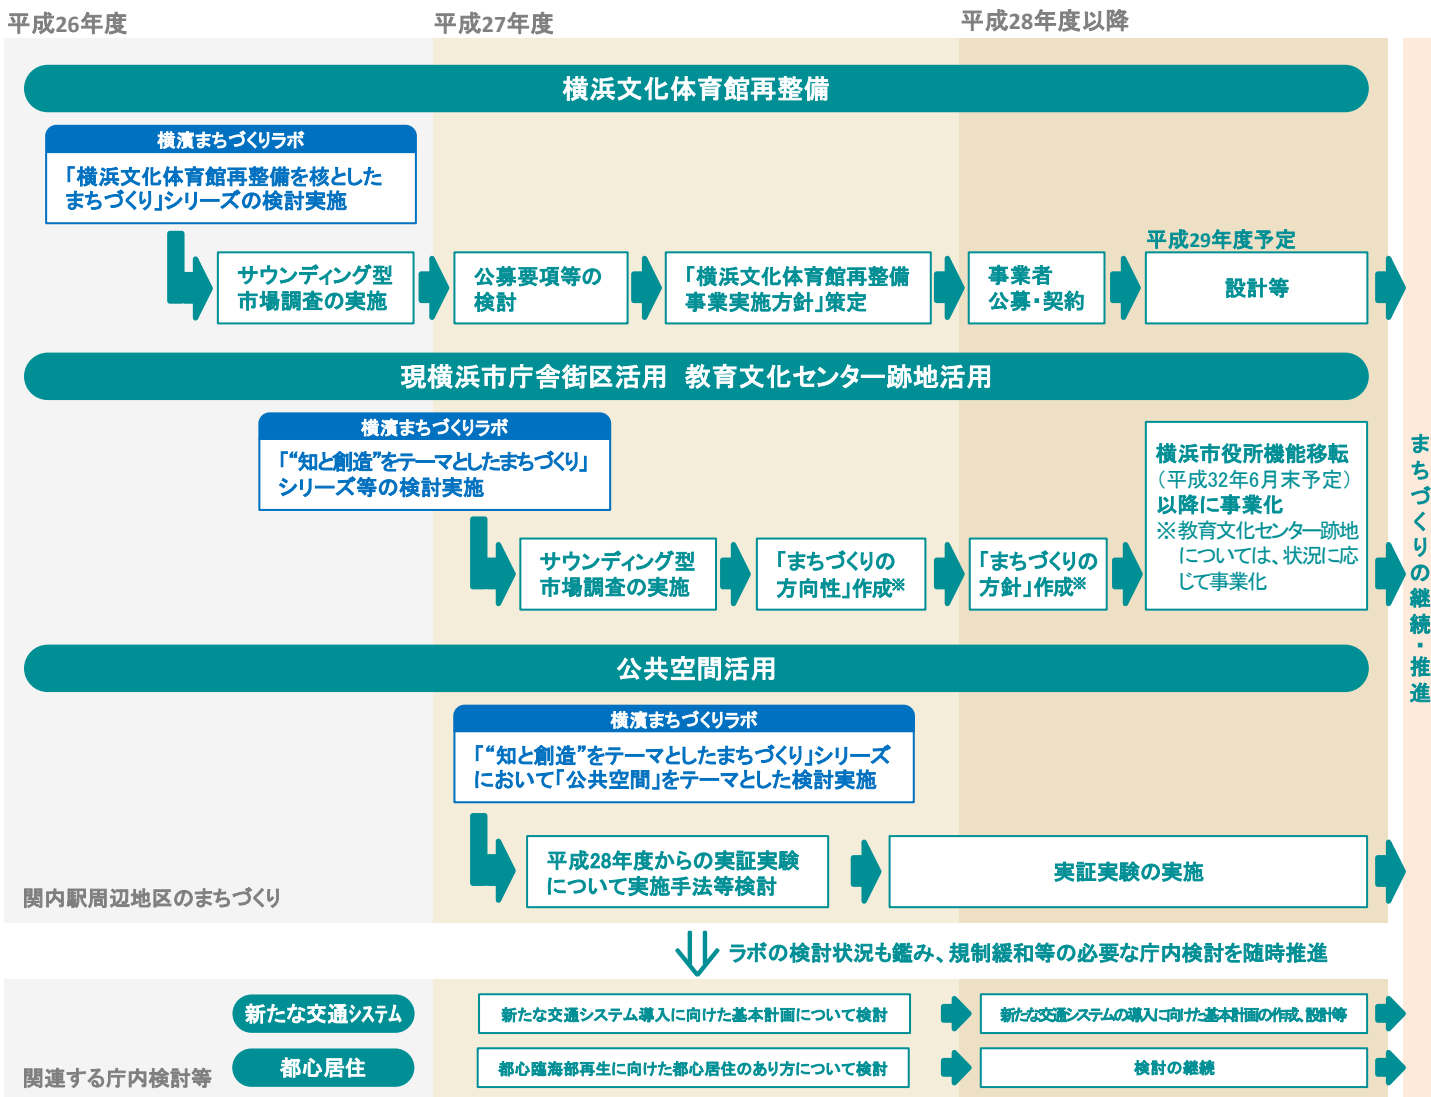 平成26年度
平成27年度
平成28年度以降
横浜文化体育館再整備
横濱まちづくりラボ
「横浜文化体育館再整備を核とした
まちづくり」シリーズの検討実施
サウンディング型
市場調査の実施
公募要項等の
検討
「横浜文化体育館再整備
事業実施方針」策定
事業者
公募・契約
平成29年度予定
設計等
現横浜市庁舎街区活用　教育文化センター跡地活用
横濱まちづくりラボ
「“知と創造”をテーマとしたまちづくり」
シリーズ等の検討実施
サウンディング型
市場調査の実施
「まちづくりの
方向性」作成※
「まちづくりの
方針」作成※
横浜市役所機能移転
（平成32年6月末予定）
以降に事業化
※教育文化センター跡地
については、状況に応
じて事業化
公共空間活用
横濱まちづくりラボ
「“知と創造”をテーマとしたまちづくり」シリーズ
において「公共空間」をテーマとした検討実施
平成28年度からの実証実験
について実施手法等検討
実証実験の実施
関内駅周辺地区のまちづくり
まちづくりの継続・推進
ラボの検討状況も鑑み、規制緩和等の必要な庁内検討を随時推進
新たな交通システム
新たな交通システム導入に向けた基本計画について検討
新たな交通システムの導入に向けた基本計画の作成、設計等
都心居住
都心臨海部再生に向けた都心居住のあり方について検討
検討の継続
関連する庁内検討等